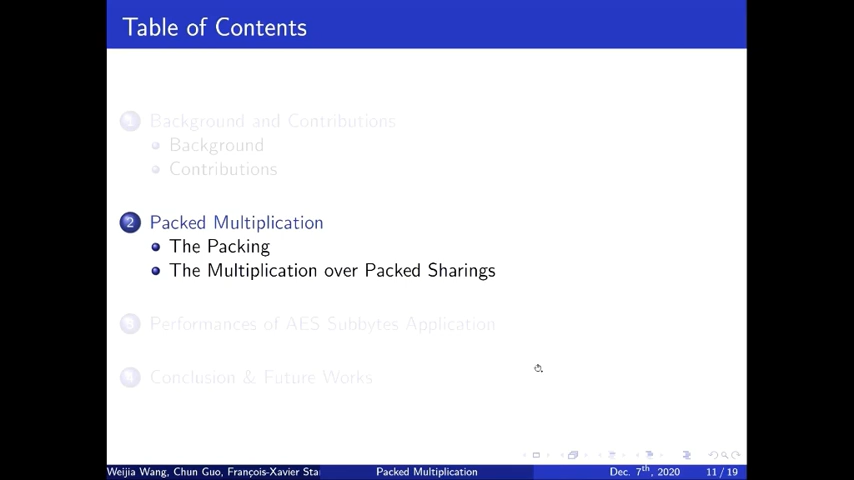 Table of Contents
1 Background and Contributions
Background
Contributions
2 Packed Multiplication
The Packing
The Multiplication over Packed Sharings
3 Performances of AES Subbytes Application
4 Conclusion & Future Works
Weijia Wang, Chun Guo, François-Xavier Sta Packed Multiplication Dec. 7th, 2020 11 / 19